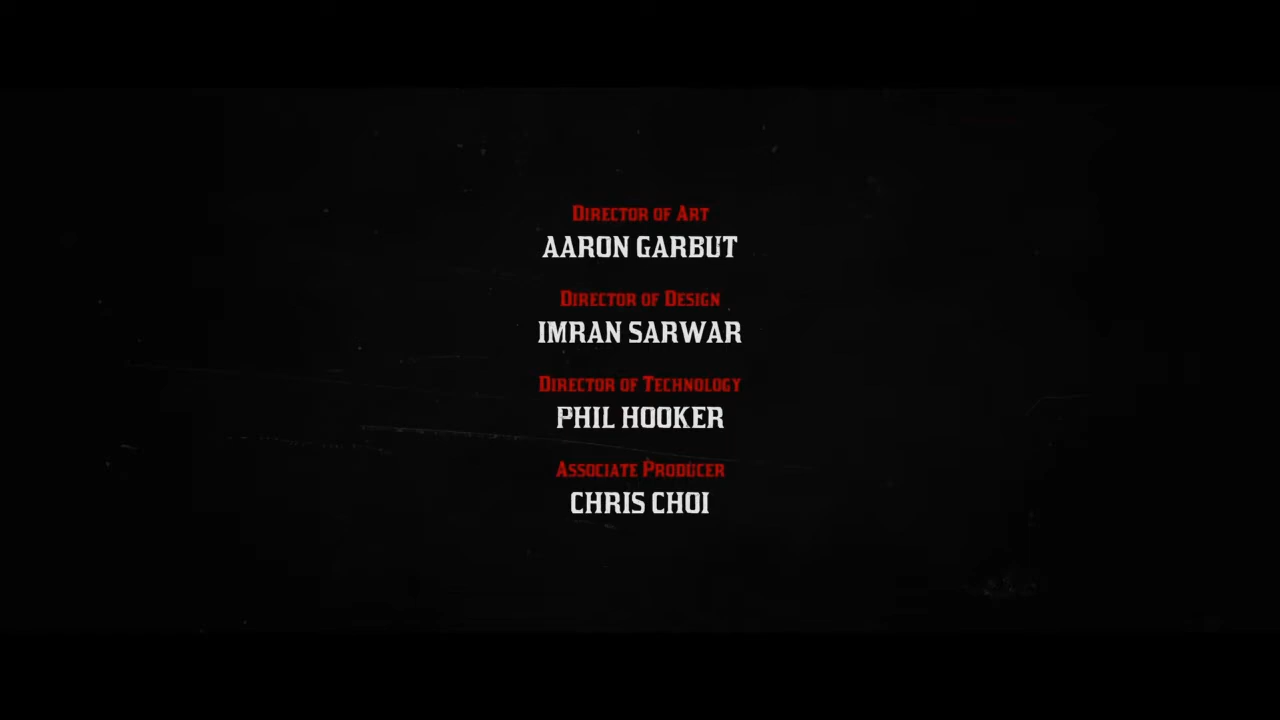 Director of Art
AARON GARBUT
Director of Design
IMRAN SARWAR
Director of Technology
PHIL HOOKER
Associate Producer
CHRIS CHOI